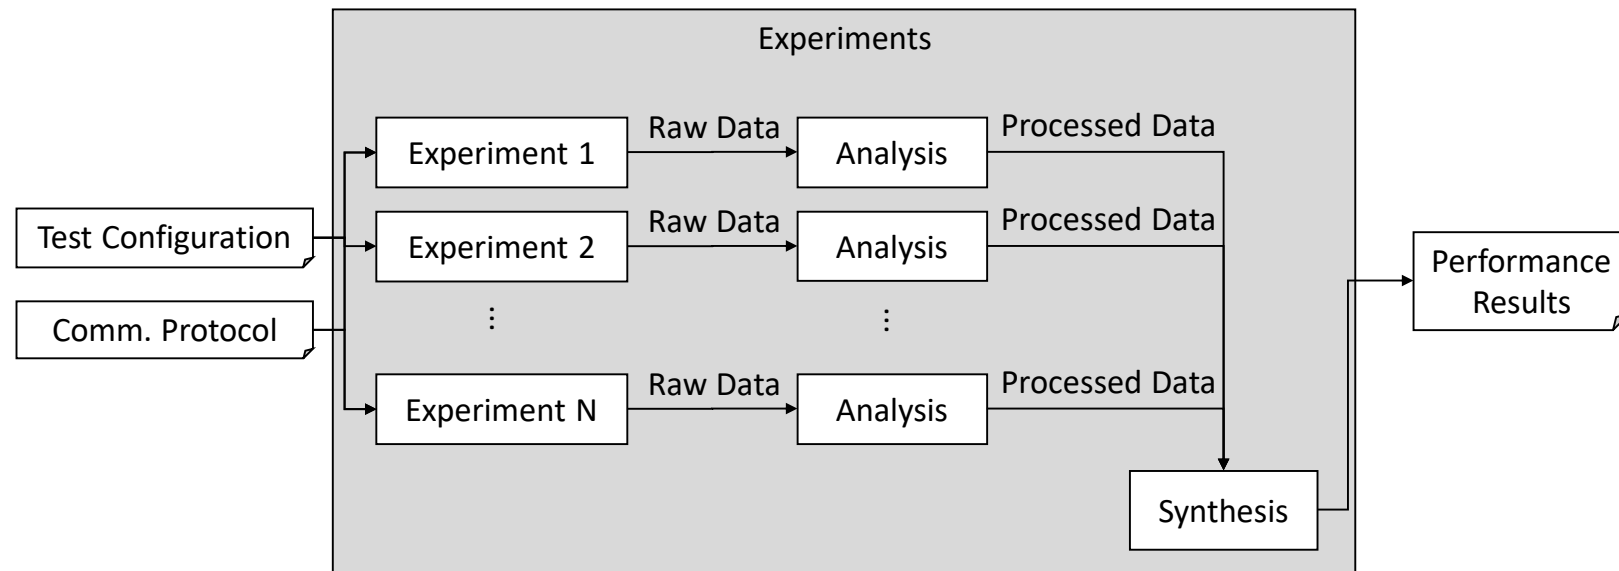 Experiments
Raw Data
Processed Data
Experiment 1
Analysis
Test Configuration
Raw Data
Processed Data
Experiment 2
Analysis
Comm. Protocol
⋮
⋮
Raw Data
Processed Data
Experiment N
Analysis
Synthesis
Performance
Results